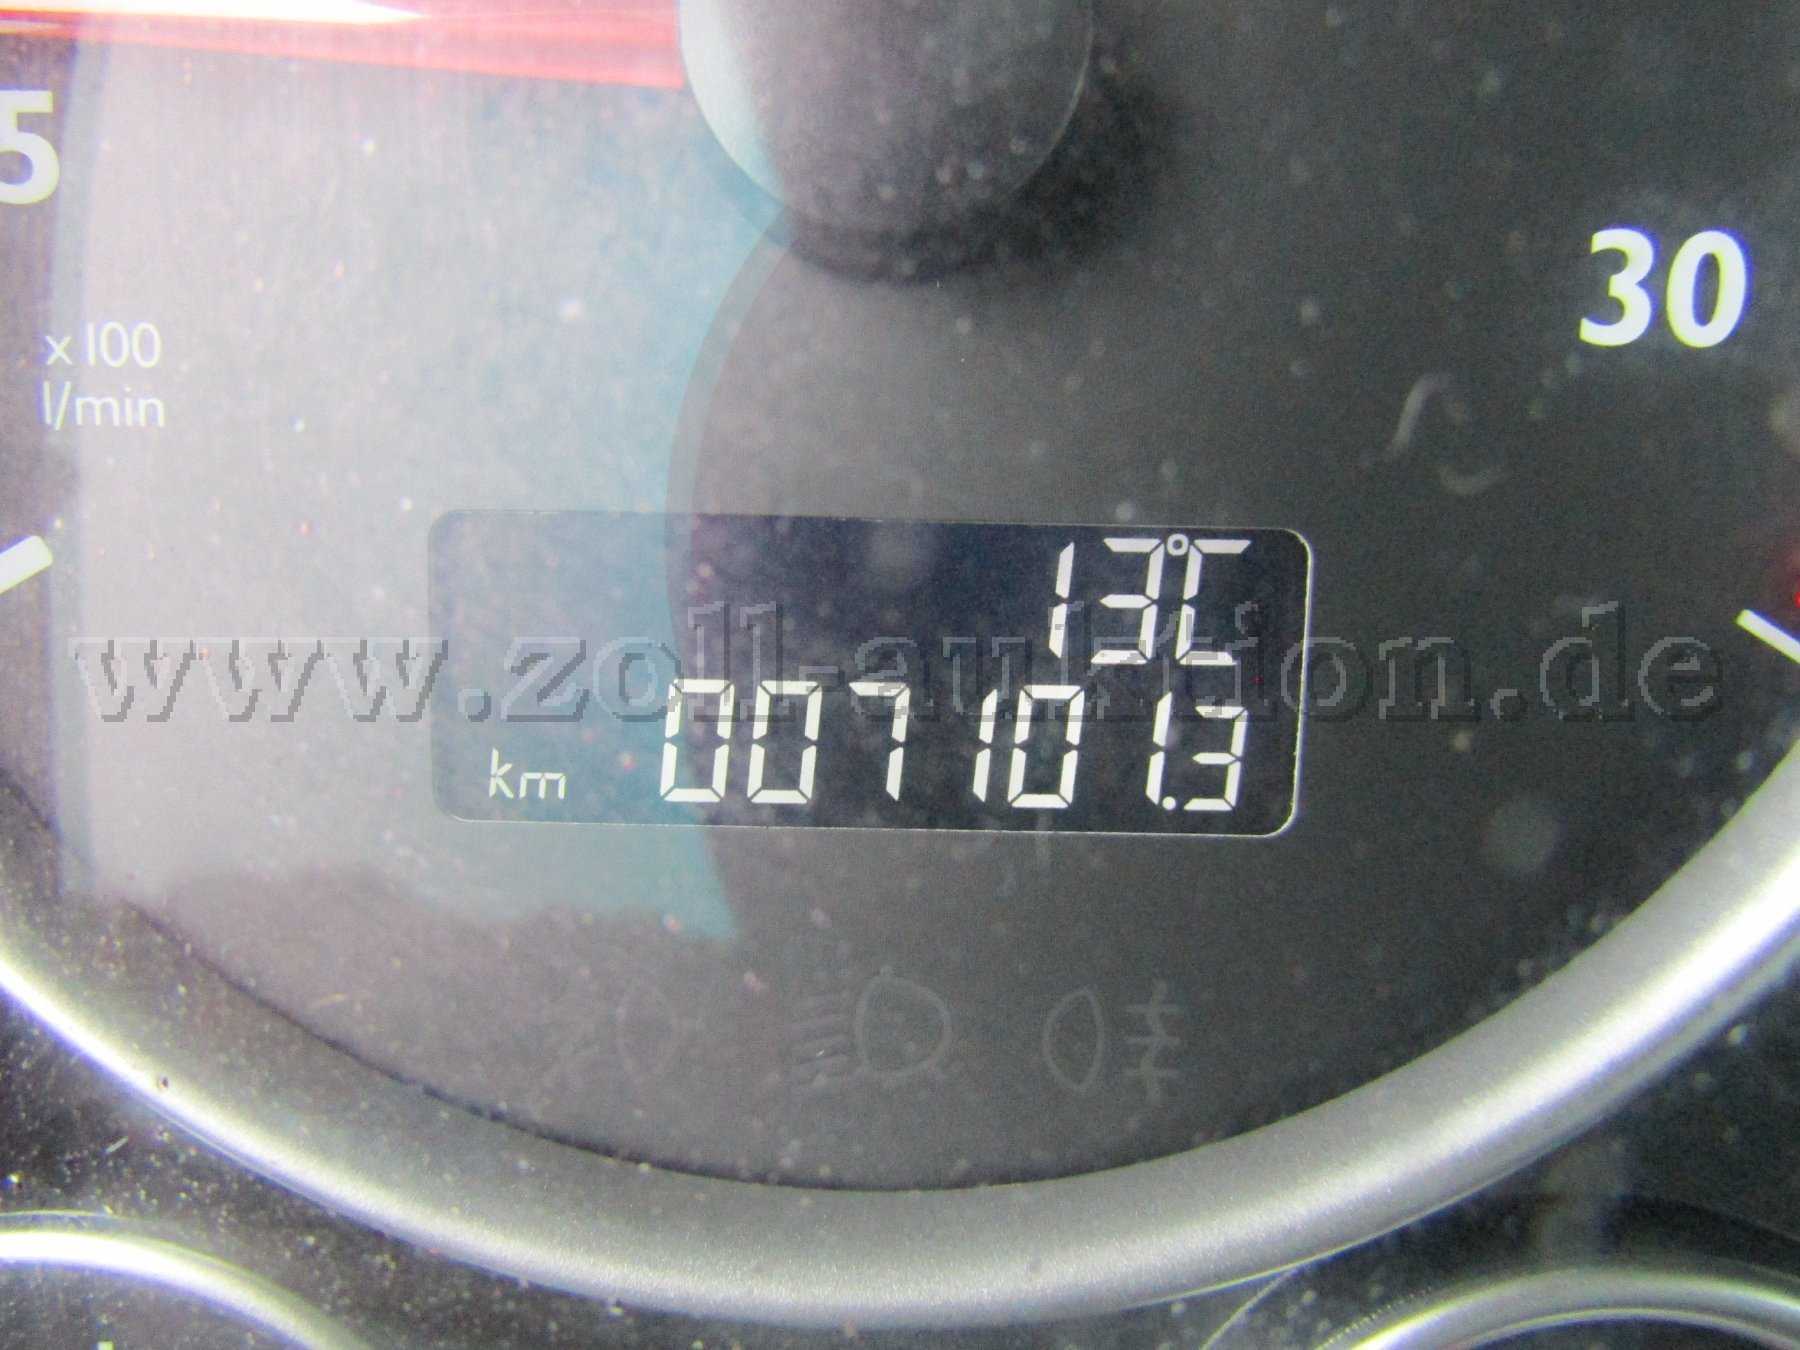 5
30
x100
l/min
13°C
www.zoll-auktion.de
km 007101.3